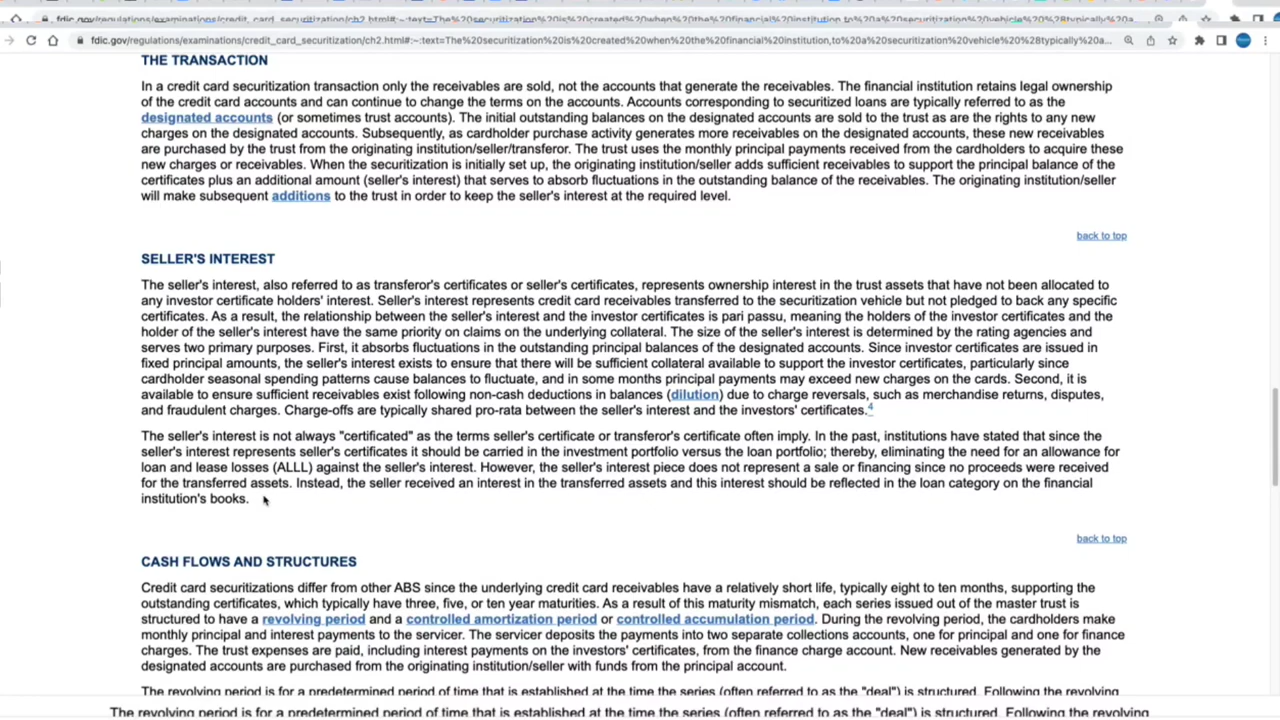 fdic.gov/regulations/examinations/credit_card_securitization/ch2.html#:~:text=The%20securitization%20is%20created%20when%20the%20financial%20institution,to%20a%20securitization%20vehicle%20%28typically%20a...
THE TRANSACTION
In a credit card securitization transaction only the receivables are sold, not the accounts that generate the receivables. The financial institution retains legal ownership
of the credit card accounts and can continue to change the terms on the accounts. Accounts corresponding to securitized loans are typically referred to as the
designated accounts (or sometimes trust accounts). The initial outstanding balances on the designated accounts are sold to the trust as are the rights to any new
charges on the designated accounts. Subsequently, as cardholder purchase activity generates more receivables on the designated accounts, these new receivables
are purchased by the trust from the originating institution/seller/transferor. The trust uses the monthly principal payments received from the cardholders to acquire these
new charges or receivables. When the securitization is initially set up, the originating institution/seller adds sufficient receivables to support the principal balance of the
certificates plus an additional amount (seller's interest) that serves to absorb fluctuations in the outstanding balance of the receivables. The originating institution/seller
will make subsequent additions to the trust in order to keep the seller's interest at the required level.
back to top
SELLER'S INTEREST
The seller's interest, also referred to as transferor's certificates or seller's certificates, represents ownership interest in the trust assets that have not been allocated to
any investor certificate holders' interest. Seller's interest represents credit card receivables transferred to the securitization vehicle but not pledged to back any specific
certificates. As a result, the relationship between the seller's interest and the investor certificates is pari passu, meaning the holders of the investor certificates and the
holder of the seller's interest have the same priority on claims on the underlying collateral. The size of the seller's interest is determined by the rating agencies and
serves two primary purposes. First, it absorbs fluctuations in the outstanding principal balances of the designated accounts. Since investor certificates are issued in
fixed principal amounts, the seller's interest exists to ensure that there will be sufficient collateral available to support the investor certificates, particularly since
cardholder seasonal spending patterns cause balances to fluctuate, and in some months principal payments may exceed new charges on the cards. Second, it is
available to ensure sufficient receivables exist following non-cash deductions in balances (dilution) due to charge reversals, such as merchandise returns, disputes,
and fraudulent charges. Charge-offs are typically shared pro-rata between the seller's interest and the investors' certificates.4
The seller's interest is not always "certificated" as the terms seller's certificate or transferor's certificate often imply. In the past, institutions have stated that since the
seller's interest represents seller's certificates it should be carried in the investment portfolio versus the loan portfolio; thereby, eliminating the need for an allowance for
loan and lease losses (ALLL) against the seller's interest. However, the seller's interest piece does not represent a sale or financing since no proceeds were received
for the transferred assets. Instead, the seller received an interest in the transferred assets and this interest should be reflected in the loan category on the financial
institution's books.
back to top
CASH FLOWS AND STRUCTURES
Credit card securitizations differ from other ABS since the underlying credit card receivables have a relatively short life, typically eight to ten months, supporting the
outstanding certificates, which typically have three, five, or ten year maturities. As a result of this maturity mismatch, each series issued out of the master trust is
structured to have a revolving period and a controlled amortization period or controlled accumulation period. During the revolving period, the cardholders make
monthly principal and interest payments to the servicer. The servicer deposits the payments into two separate collections accounts, one for principal and one for finance
charges. The trust expenses are paid, including interest payments on the investors' certificates, from the finance charge account. New receivables generated by the
designated accounts are purchased from the originating institution/seller with funds from the principal account.
The revolving period is for a predetermined period of time that is established at the time the series (often referred to as the "deal") is structured. Following the revolving
The revolving period is for a predetermined period of time that is established at the time the series (often referred to as the "deal") is structured. Following the revolving